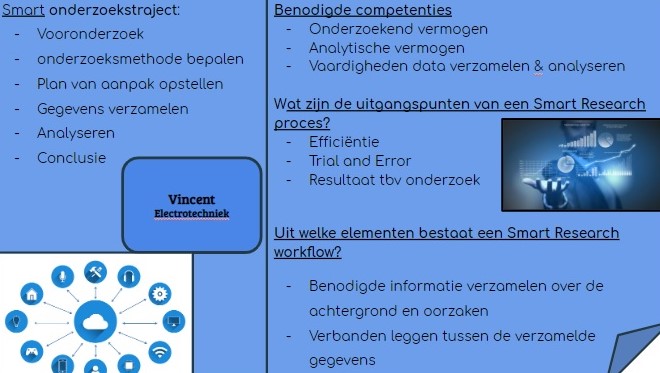 Smart onderzoekstraject:
- Vooronderzoek
- onderzoeksmethode bepalen
- Plan van aanpak opstellen
- Gegevens verzamelen
- Analyseren
- Conclusie
Vincent
Electrotechniek
Benodigde competenties
- Onderzoekend vermogen
- Analytische vermogen
- Vaardigheden data verzamelen & analyseren
Wat zijn de uitgangspunten van een Smart Research
proces?
- Efficiëntie
- Trial and Error
- Resultaat tbv onderzoek
Uit welke elementen bestaat een Smart Research
workflow?
- Benodigde informatie verzamelen over de
achtergrond en oorzaken
- Verbanden leggen tussen de verzamelde
gegevens